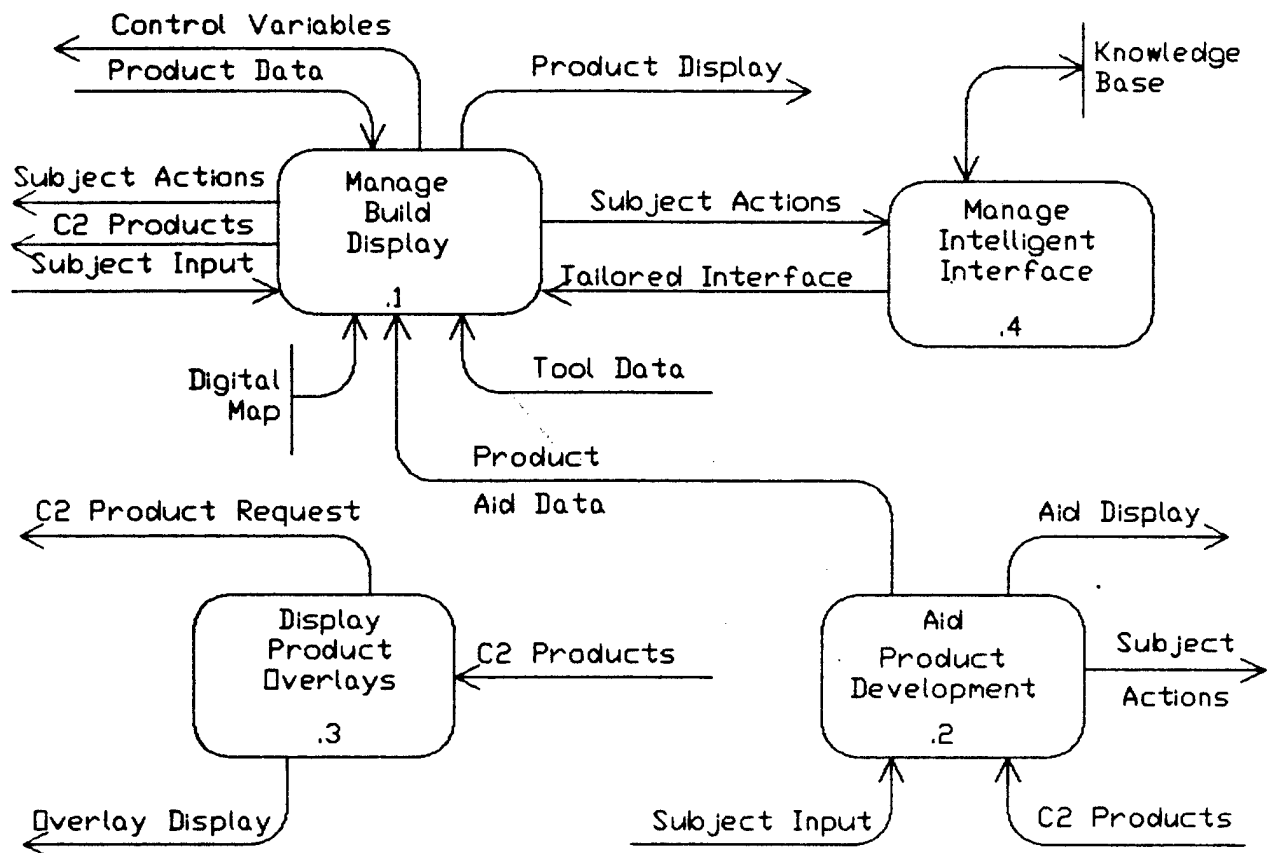 Control Variables
Product Data
Product Display
Knowledge
Base
Subject Actions
C2 Products
Subject Input
Manage
Build
Display
.1
Subject Actions
Tailored Interface
Manage
Intelligent
Interface
.4
Digital
Map
Tool Data
Product
Aid Data
C2 Product Request
Aid Display
Display
Product
Overlays
.3
C2 Products
Aid
Product
Development
.2
Subject
Actions
Overlay Display
Subject Input
C2 Products